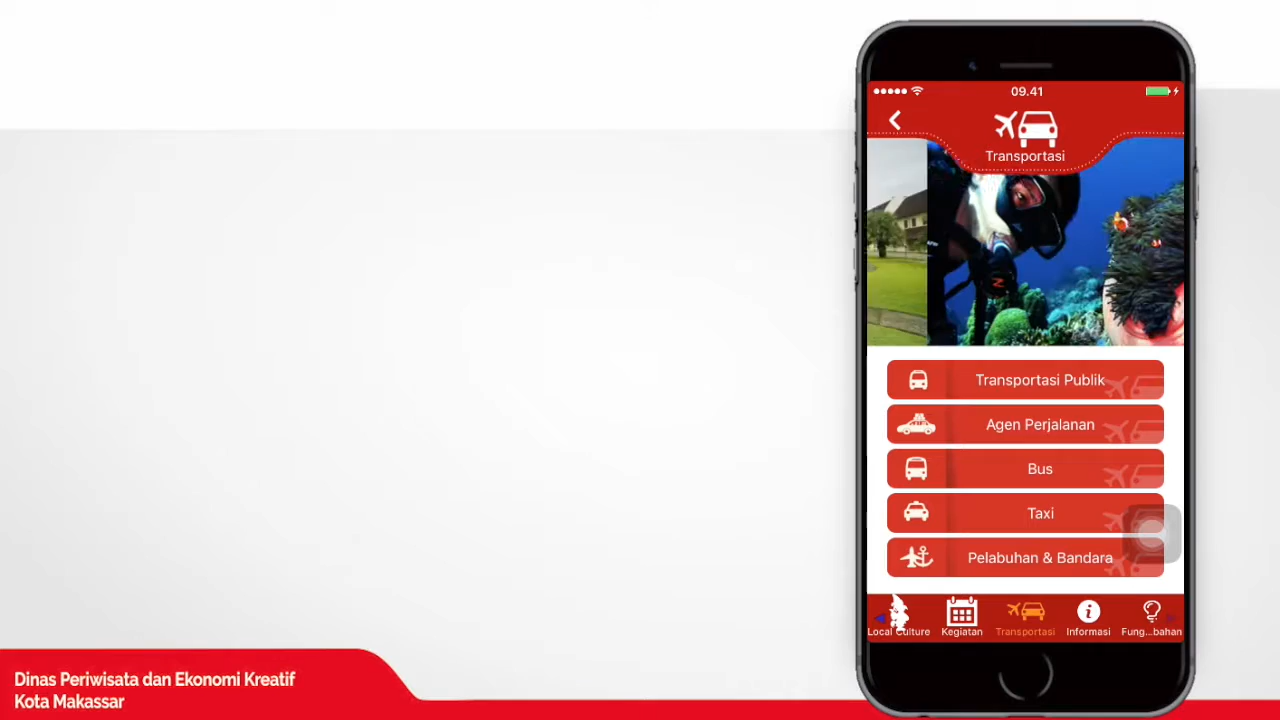 09.41
Transportasi
Transportasi Publik
Agen Perjalanan
Bus
Taxi
Pelabuhan & Bandara
Local Culture
Kegiatan
Transportasi
Informasi
Fung...bahan
Dinas Periwisata dan Ekonomi Kreatif
Kota Makassar